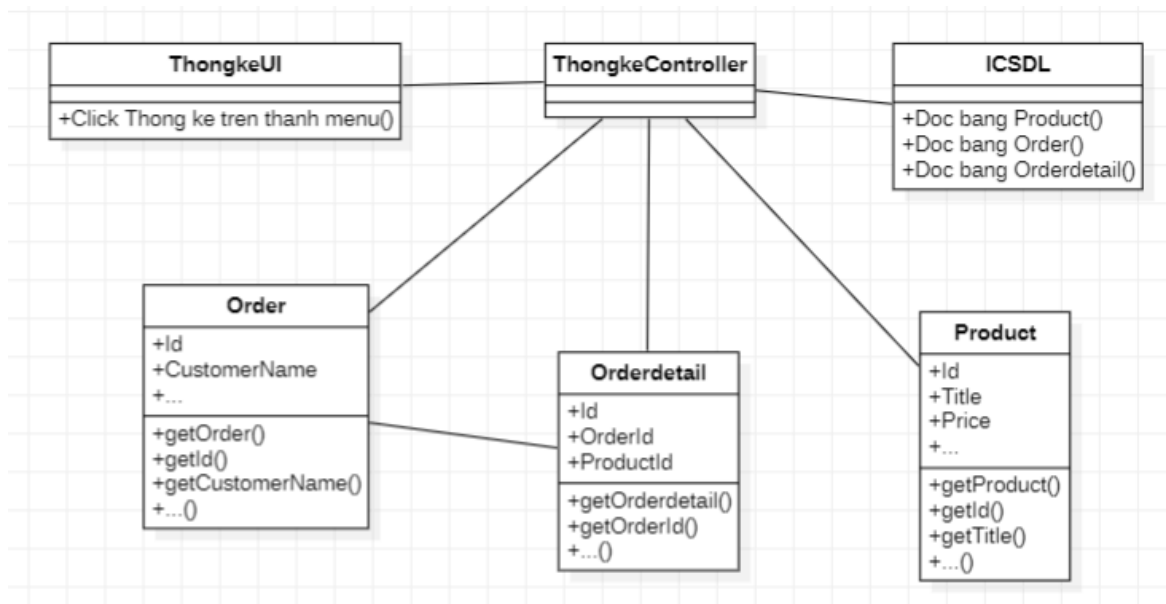 ThongkeUI
+Click Thong ke tren thanh menu()
ThongkeController
ICSDL
+Doc bang Product()
+Doc bang Order()
+Doc bang Orderdetail()
Order
+Id
+CustomerName
+...
+getOrder()
+getId()
+getCustomerName()
+...()
Orderdetail
+Id
+OrderId
+ProductId
+getOrderdetail()
+getOrderId()
+...()
Product
+Id
+Title
+Price
+...
+getProduct()
+getId()
+getTitle()
+...()